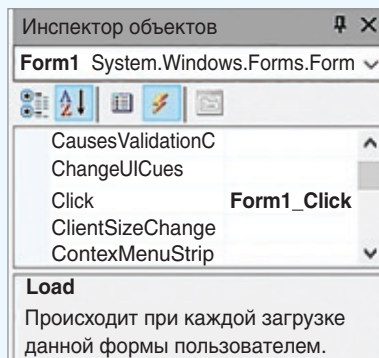 Инспектор объектов
Form1 System.Windows.Forms.Form
CausesValidationC
ChangeUICues
Click Form1_Click
ClientSizeChange
ContexMenuStrip
Load
Происходит при каждой загрузке
данной формы пользователем.